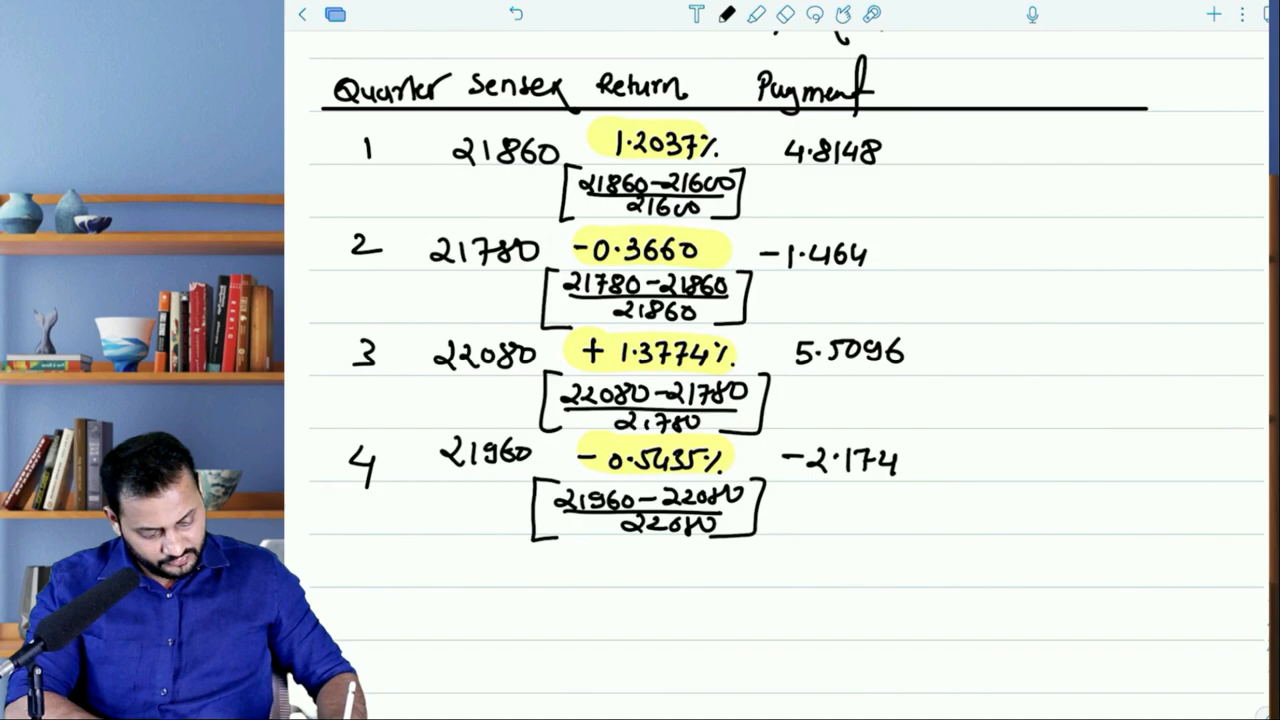 Quarter Sensex Return Payment
1 21860 1.2037% 4.8148
[21860-21600
21600]
2 21780 -0.3660 -1.464
[21780-21860
21860]
3 22080 +1.3774% 5.5096
[22080-21780
21780]
4 21960 -0.5435% -2.174
[21960-22080
22080]